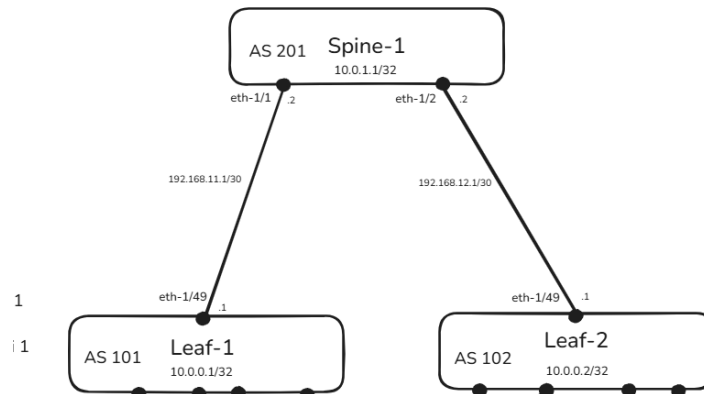 AS 201 Spine-1
10.0.1.1/32
eth-1/1 .2 eth-1/2 .2
192.168.11.1/30 192.168.12.1/30
1 eth-1/49 .1 eth-1/49 .1
i 1 AS 101 Leaf-1 AS 102 Leaf-2
10.0.0.1/32 10.0.0.2/32